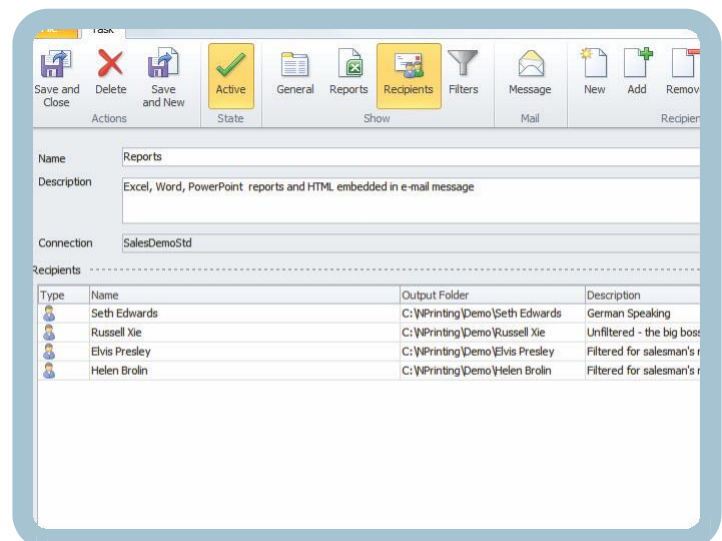 Task
Save and Close
Delete
Save and New
Active
General
Reports
Recipients
Filters
Message
New
Add
Remov
Actions
State
Show
Mail
Recipien
Name Reports
Description Excel, Word, PowerPoint reports and HTML embedded in e-mail message
Connection SalesDemoStd
Recipients
Type Name Output Folder Description
Seth Edwards C:\NPrinting\Demo\Seth Edwards German Speaking
Russell Xie C:\NPrinting\Demo\Russell Xie Unfiltered - the big boss
Elvis Presley C:\NPrinting\Demo\Elvis Presley Filtered for salesman's r
Helen Brolin C:\NPrinting\Demo\Helen Brolin Filtered for salesman's r